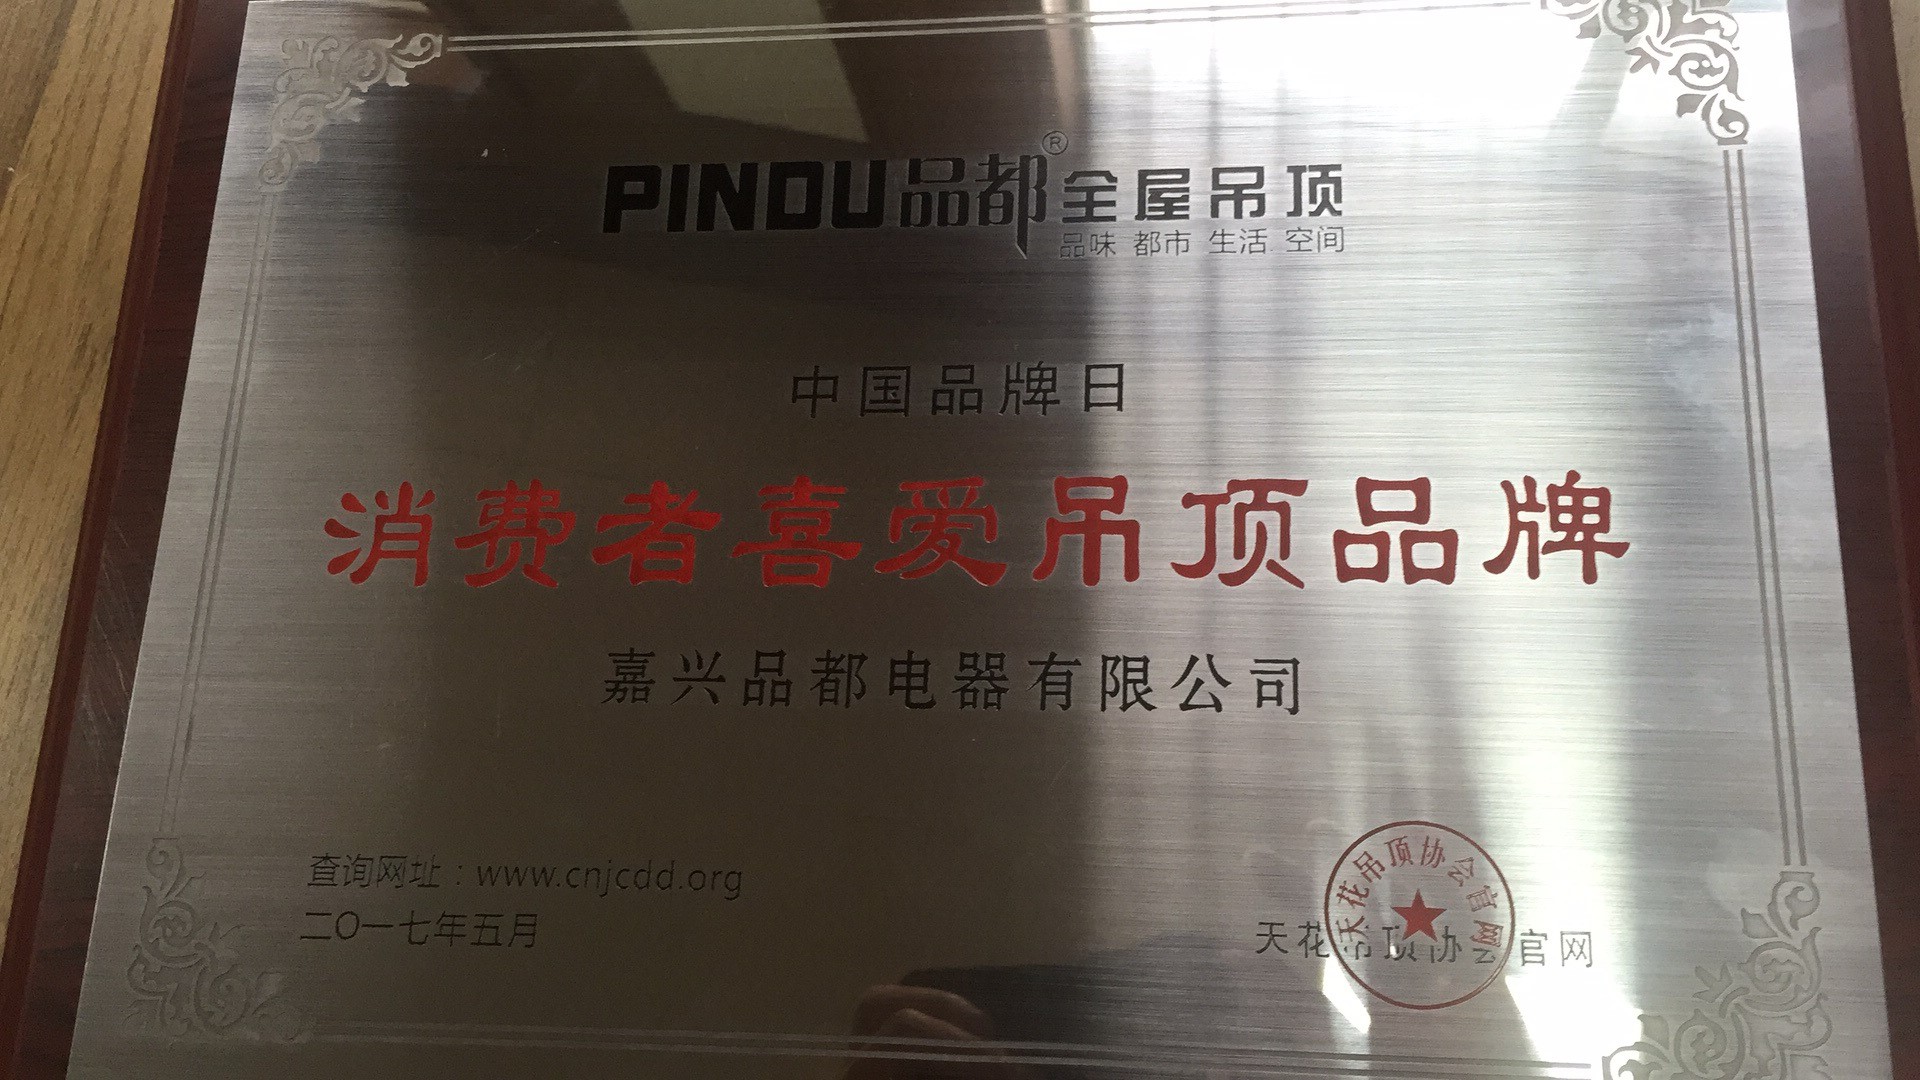 PINDU品都®全屋吊顶
品味 都市 生活 空间
中国品牌日
消费者喜爱吊顶品牌
嘉兴品都电器有限公司
查询网址：www.cnjcdd.org
二〇一七年五月
天花吊顶协会官网
天花吊顶协会官网